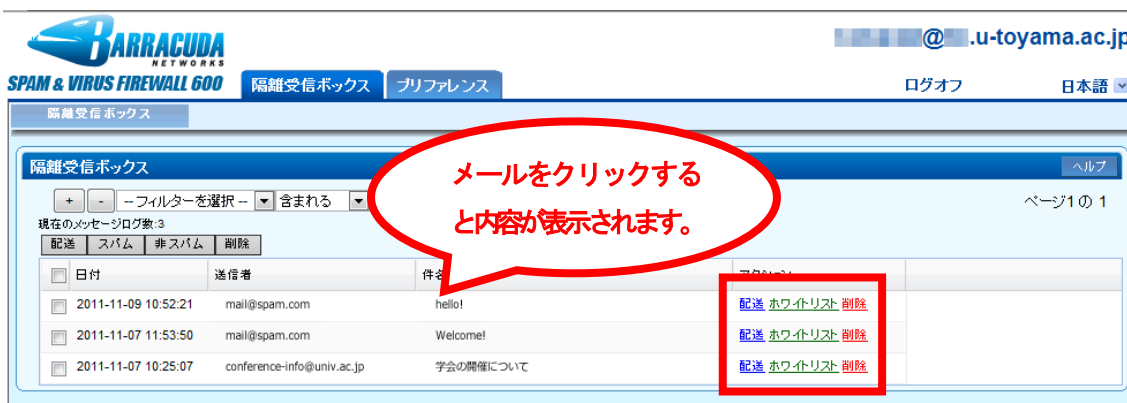 BARRACUDA
NETWORKS
@ .u-toyama.ac.jp
SPAM & VIRUS FIREWALL 600 隔離受信ボックス プリファレンス ログオフ 日本語
隔離受信ボックス
隔離受信ボックス ヘルプ
メールをクリックする
と内容が表示されます。
+ - --フィルターを選択-- 含まれる ページ1の 1
現在のメッセージログ数:3
配送 スパム 非スパム 削除
日付 送信者 件名 アクション
2011-11-09 10:52:21 mail@spam.com hello! 配送 ホワイトリスト 削除
2011-11-07 11:53:50 mail@spam.com Welcome! 配送 ホワイトリスト 削除
2011-11-07 10:25:07 conference-info@univ.ac.jp 学会の開催について 配送 ホワイトリスト 削除